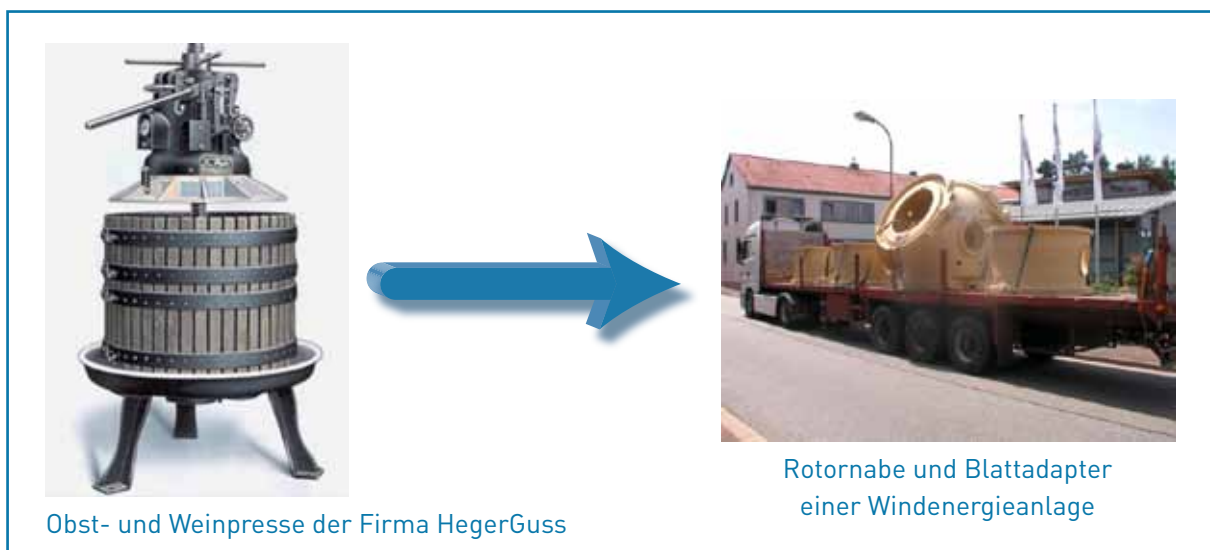 Obst- und Weinpresse der Firma HegerGuss
Rotornabe und Blattadapter
einer Windenergieanlage